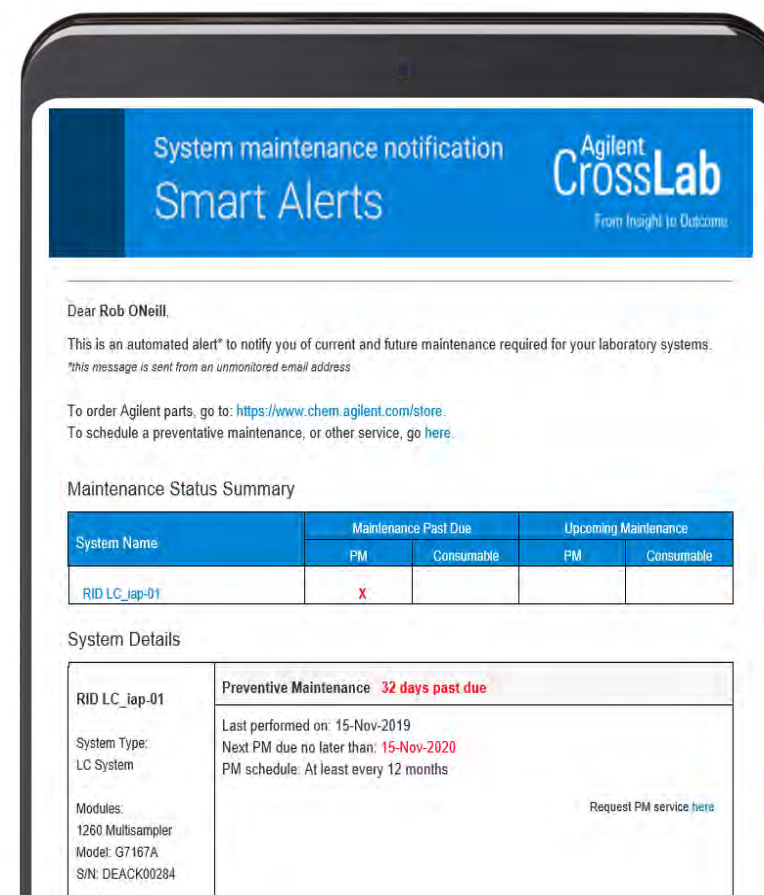 System maintenance notification
Smart Alerts
Agilent
CrossLab
From Insight to Outcome
Dear Rob ONeill,
This is an automated alert* to notify you of current and future maintenance required for your laboratory systems.
*this message is sent from an unmonitored email address
To order Agilent parts, go to: https://www.chem.agilent.com/store.
To schedule a preventative maintenance, or other service, go here.
Maintenance Status Summary
System Name
Maintenance Past Due
Upcoming Maintenance
PM
Consumable
PM
Consumable
RID LC_iap-01
X
System Details
RID LC_iap-01
System Type:
LC System
Modules:
1260 Multisampler
Model: G7167A
S/N: DEACK00284
Preventive Maintenance 32 days past due
Last performed on: 15-Nov-2019
Next PM due no later than: 15-Nov-2020
PM schedule: At least every 12 months
Request PM service here